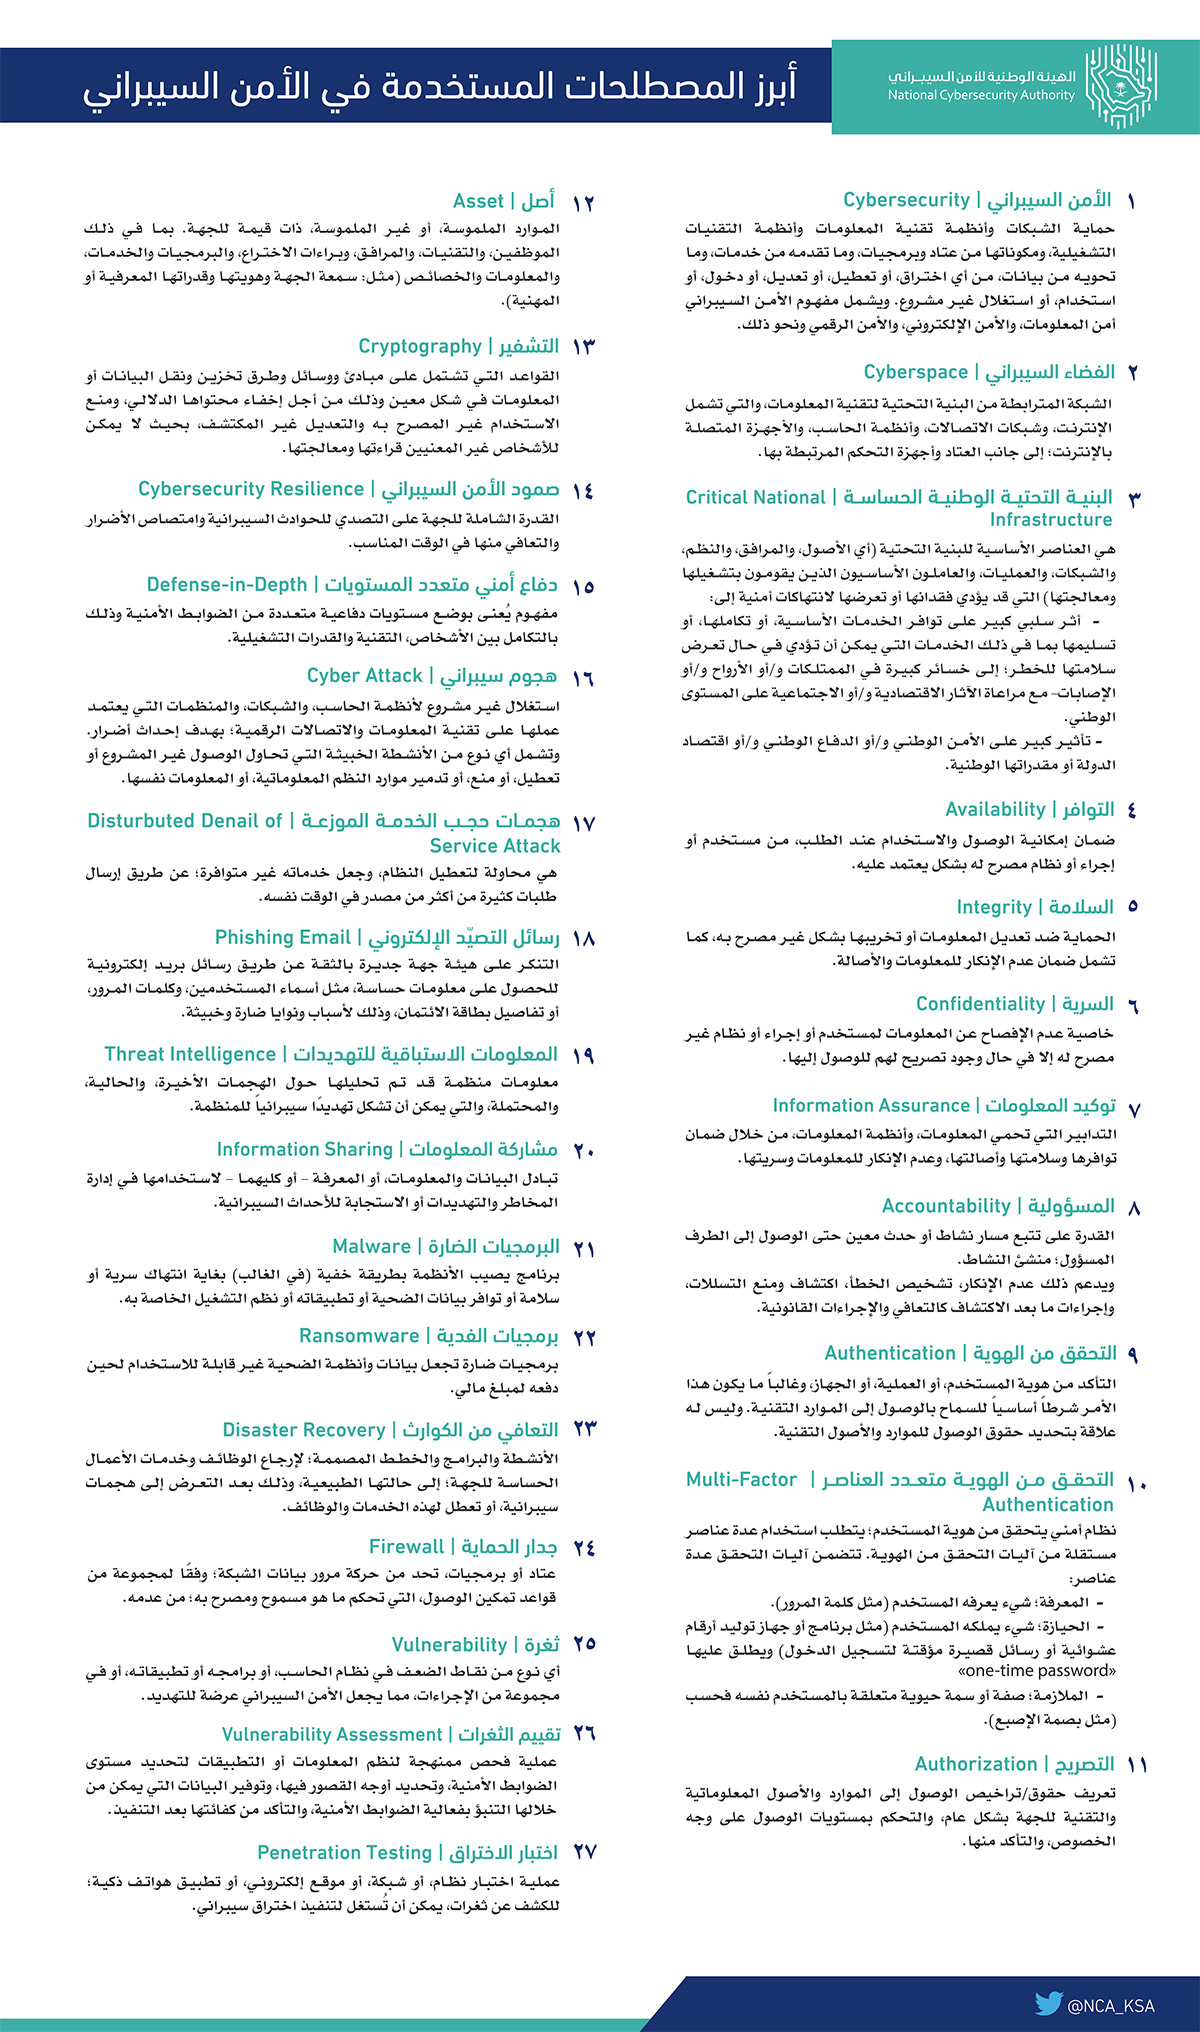 الهيئة الوطنية للأمن السيبراني
National Cybersecurity Authority
أبرز المصطلحات المستخدمة في الأمن السيبراني
١ الأمن السيبراني | Cybersecurity
حماية الشبكات وأنظمة تقنية المعلومات وأنظمة التقنيات
التشغيلية، ومكوناتها من عتاد وبرمجيات، وما تقدمه من خدمات، وما
تحويه من بيانات، من أي اختراق، أو تعطيل، أو تعديل، أو دخول، أو
استخدام، أو استغلال غير مشروع. ويشمل مفهوم الأمن السيبراني
أمن المعلومات، والأمن الإلكتروني، والأمن الرقمي ونحو ذلك.
٢ الفضاء السيبراني | Cyberspace
الشبكة المترابطة من البنية التحتية لتقنية المعلومات، والتي تشمل
الإنترنت، وشبكات الاتصالات، وأنظمة الحاسب، والأجهزة المتصلة
بالإنترنت؛ إلى جانب العتاد وأجهزة التحكم المرتبطة بها.
٣ البنية التحتية الوطنية الحساسة | Critical National
Infrastructure
هي العناصر الأساسية للبنية التحتية (أي الأصول، والمرافق، والنظم،
والشبكات، والعمليات، والعاملون الأساسيون الذين يقومون بتشغيلها
ومعالجتها) التي قد يؤدي فقدانها أو تعرضها لانتهاكات أمنية إلى:
- أثر سلبي كبير على توافر الخدمات الأساسية، أو تكاملها، أو
تسليمها بما في ذلك الخدمات التي يمكن أن تؤدي في حال تعرض
سلامتها للخطر؛ إلى خسائر كبيرة في الممتلكات و/أو الأرواح و/أو
الإصابات- مع مراعاة الآثار الاقتصادية و/أو الاجتماعية على المستوى
الوطني.
- تأثير كبير على الأمن الوطني و/أو الدفاع الوطني و/أو اقتصاد
الدولة أو مقدراتها الوطنية.
٤ التوافر | Availability
ضمان إمكانية الوصول والاستخدام عند الطلب، من مستخدم أو
إجراء أو نظام مصرح له بشكل يعتمد عليه.
٥ السلامة | Integrity
الحماية ضد تعديل المعلومات أو تخريبها بشكل غير مصرح به، كما
تشمل ضمان عدم الإنكار للمعلومات والأصالة.
٦ السرية | Confidentiality
خاصية عدم الإفصاح عن المعلومات لمستخدم أو إجراء أو نظام غير
مصرح له إلا في حال وجود تصريح لهم للوصول إليها.
٧ توكيد المعلومات | Information Assurance
التدابير التي تحمي المعلومات، وأنظمة المعلومات، من خلال ضمان
توافرها وسلامتها وأصالتها، وعدم الإنكار للمعلومات وسريتها.
٨ المسؤولية | Accountability
القدرة على تتبع مسار نشاط أو حدث معين حتى الوصول إلى الطرف
المسؤول؛ منشئ النشاط.
ويدعم ذلك عدم الإنكار، تشخيص الخطأ، اكتشاف ومنع التسللات،
وإجراءات ما بعد الاكتشاف كالتعافي والإجراءات القانونية.
٩ التحقق من الهوية | Authentication
التأكد من هوية المستخدم، أو العملية، أو الجهاز، وغالباً ما يكون هذا
الأمر شرطاً أساسياً للسماح بالوصول إلى الموارد التقنية. وليس له
علاقة بتحديد حقوق الوصول للموارد والأصول التقنية.
١٠ التحقق من الهوية متعدد العناصر | Multi-Factor
Authentication
نظام أمني يتحقق من هوية المستخدم؛ يتطلب استخدام عدة عناصر
مستقلة من آليات التحقق من الهوية. تتضمن آليات التحقق عدة
عناصر:
- المعرفة؛ شيء يعرفه المستخدم (مثل كلمة المرور).
- الحيازة؛ شيء يملكه المستخدم (مثل برنامج أو جهاز توليد أرقام
عشوائية أو رسائل قصيرة مؤقتة لتسجيل الدخول) ويطلق عليها
«one-time password»
- الملازمة؛ صفة أو سمة حيوية متعلقة بالمستخدم نفسه فحسب
(مثل بصمة الإصبع).
١١ التصريح | Authorization
تعريف حقوق/تراخيص الوصول إلى الموارد والأصول المعلوماتية
والتقنية للجهة بشكل عام، والتحكم بمستويات الوصول على وجه
الخصوص، والتأكد منها.
١٢ أصل | Asset
الموارد الملموسة، أو غير الملموسة، ذات قيمة للجهة. بما في ذلك
الموظفين، والتقنيات، والمرافق، وبراءات الاختراع، والبرمجيات والخدمات،
والمعلومات والخصائص (مثل: سمعة الجهة وهويتها وقدراتها المعرفية أو
المهنية).
١٣ التشفير | Cryptography
القواعد التي تشتمل على مبادئ ووسائل وطرق تخزين ونقل البيانات أو
المعلومات في شكل معين وذلك من أجل إخفاء محتواها الدلالي، ومنع
الاستخدام غير المصرح به والتعديل غير المكتشف، بحيث لا يمكن
للأشخاص غير المعنيين قراءتها ومعالجتها.
١٤ صمود الأمن السيبراني | Cybersecurity Resilience
القدرة الشاملة للجهة على التصدي للحوادث السيبرانية وامتصاص الأضرار
والتعافي منها في الوقت المناسب.
١٥ دفاع أمني متعدد المستويات | Defense-in-Depth
مفهوم يُعنى بوضع مستويات دفاعية متعددة من الضوابط الأمنية وذلك
بالتكامل بين الأشخاص، التقنية والقدرات التشغيلية.
١٦ هجوم سيبراني | Cyber Attack
استغلال غير مشروع لأنظمة الحاسب، والشبكات، والمنظمات التي يعتمد
عملها على تقنية المعلومات والاتصالات الرقمية؛ بهدف إحداث أضرار.
وتشمل أي نوع من الأنشطة الخبيثة التي تحاول الوصول غير المشروع أو
تعطيل، أو منع، أو تدمير موارد النظم المعلوماتية، أو المعلومات نفسها.
١٧ هجمات حجب الخدمة الموزعة | Disturbuted Denail of
Service Attack
هي محاولة لتعطيل النظام، وجعل خدماته غير متوافرة؛ عن طريق إرسال
طلبات كثيرة من أكثر من مصدر في الوقت نفسه.
١٨ رسائل التصيّد الإلكتروني | Phishing Email
التنكر على هيئة جهة جديرة بالثقة عن طريق رسائل بريد إلكترونية
للحصول على معلومات حساسة، مثل أسماء المستخدمين، وكلمات المرور،
أو تفاصيل بطاقة الائتمان، وذلك لأسباب ونوايا ضارة وخبيثة.
١٩ المعلومات الاستباقية للتهديدات | Threat Intelligence
معلومات منظمة قد تم تحليلها حول الهجمات الأخيرة، والحالية،
والمحتملة، والتي يمكن أن تشكل تهديدًا سيبرانياً للمنظمة.
٢٠ مشاركة المعلومات | Information Sharing
تبادل البيانات والمعلومات، أو المعرفة – أو كليهما – لاستخدامها في إدارة
المخاطر والتهديدات أو الاستجابة للأحداث السيبرانية.
٢١ البرمجيات الضارة | Malware
برنامج يصيب الأنظمة بطريقة خفية (في الغالب) بغاية انتهاك سرية أو
سلامة أو توافر بيانات الضحية أو تطبيقاته أو نظم التشغيل الخاصة به.
٢٢ برمجيات الفدية | Ransomware
برمجيات ضارة تجعل بيانات وأنظمة الضحية غير قابلة للاستخدام لحين
دفعه لمبلغ مالي.
٢٣ التعافي من الكوارث | Disaster Recovery
الأنشطة والبرامج والخطط المصممة؛ لإرجاع الوظائف وخدمات الأعمال
الحساسة للجهة؛ إلى حالتها الطبيعية، وذلك بعد التعرض إلى هجمات
سيبرانية، أو تعطل لهذه الخدمات والوظائف.
٢٤ جدار الحماية | Firewall
عتاد أو برمجيات، تحد من حركة مرور بيانات الشبكة؛ وفقًا لمجموعة من
قواعد تمكين الوصول، التي تحكم ما هو مسموح ومصرح به؛ من عدمه.
٢٥ ثغرة | Vulnerability
أي نوع من نقاط الضعف في نظام الحاسب، أو برامجه أو تطبيقاته، أو في
مجموعة من الإجراءات، مما يجعل الأمن السيبراني عرضة للتهديد.
٢٦ تقييم الثغرات | Vulnerability Assessment
عملية فحص ممنهجة لنظم المعلومات أو التطبيقات لتحديد مستوى
الضوابط الأمنية، وتحديد أوجه القصور فيها، وتوفير البيانات التي يمكن من
خلالها التنبؤ بفعالية الضوابط الأمنية، والتأكد من كفائتها بعد التنفيذ.
٢٧ اختبار الاختراق | Penetration Testing
عملية اختبار نظام، أو شبكة، أو موقع إلكتروني، أو تطبيق هواتف ذكية؛
للكشف عن ثغرات، يمكن أن تُستغل لتنفيذ اختراق سيبراني.
@NCA_KSA